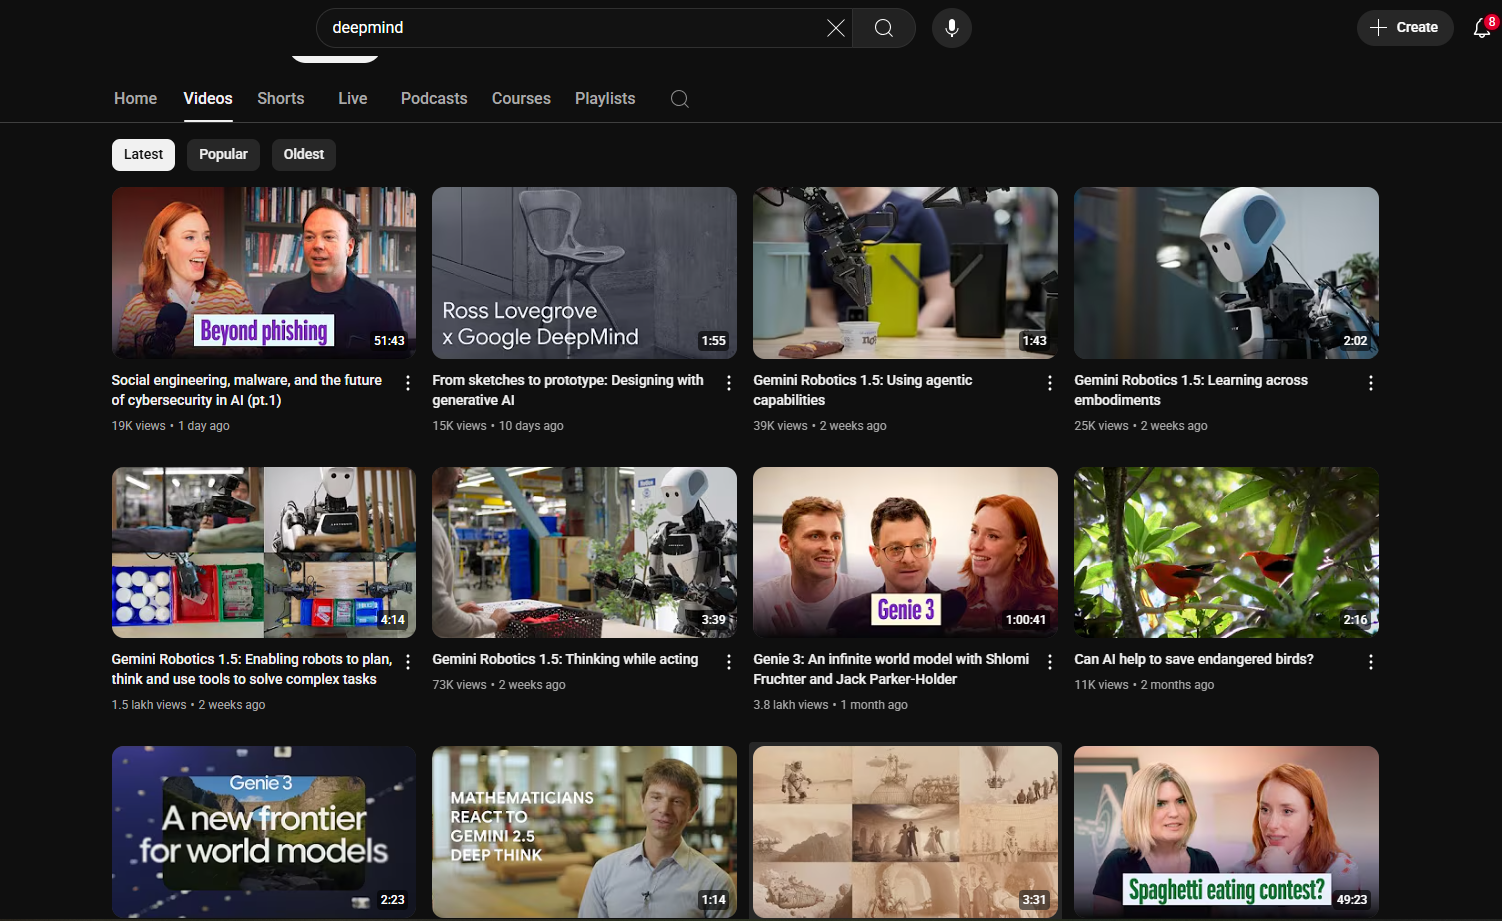 deepmind
Create
8
Home Videos Shorts Live Podcasts Courses Playlists
Latest Popular Oldest
Beyond phishing
51:43
Social engineering, malware, and the future
of cybersecurity in AI (pt.1)
19K views • 1 day ago
Ross Lovegrove
x Google DeepMind
1:55
From sketches to prototype: Designing with
generative AI
15K views • 10 days ago
1:43
Gemini Robotics 1.5: Using agentic
capabilities
39K views • 2 weeks ago
2:02
Gemini Robotics 1.5: Learning across
embodiments
25K views • 2 weeks ago
4:14
Gemini Robotics 1.5: Enabling robots to plan,
think and use tools to solve complex tasks
1.5 lakh views • 2 weeks ago
3:39
Gemini Robotics 1.5: Thinking while acting
73K views • 2 weeks ago
Genie 3
1:00:41
Genie 3: An infinite world model with Shlomi
Fruchter and Jack Parker-Holder
3.8 lakh views • 1 month ago
2:16
Can AI help to save endangered birds?
11K views • 2 months ago
Genie 3
A new frontier
for world models
2:23
MATHEMATICIANS
REACT TO
GEMINI 2.5
DEEP THINK
1:14
3:31
Spaghetti eating contest?
49:23